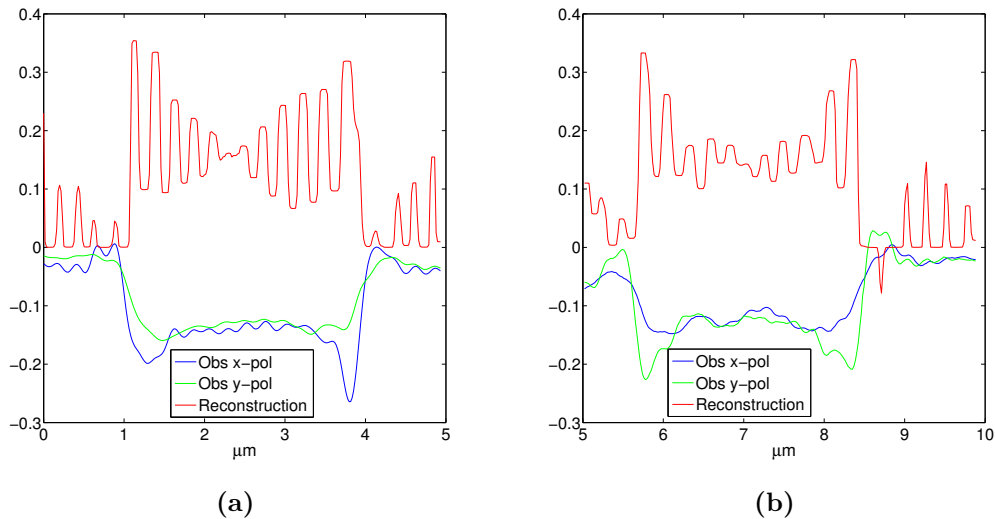 0.4
0.3
0.2
0.1
0
−0.1
−0.2
−0.3
0 1 2 3 4 5
μm
Obs x−pol
Obs y−pol
Reconstruction
(a)
0.4
0.3
0.2
0.1
0
−0.1
−0.2
−0.3
5 6 7 8 9 10
μm
Obs x−pol
Obs y−pol
Reconstruction
(b)